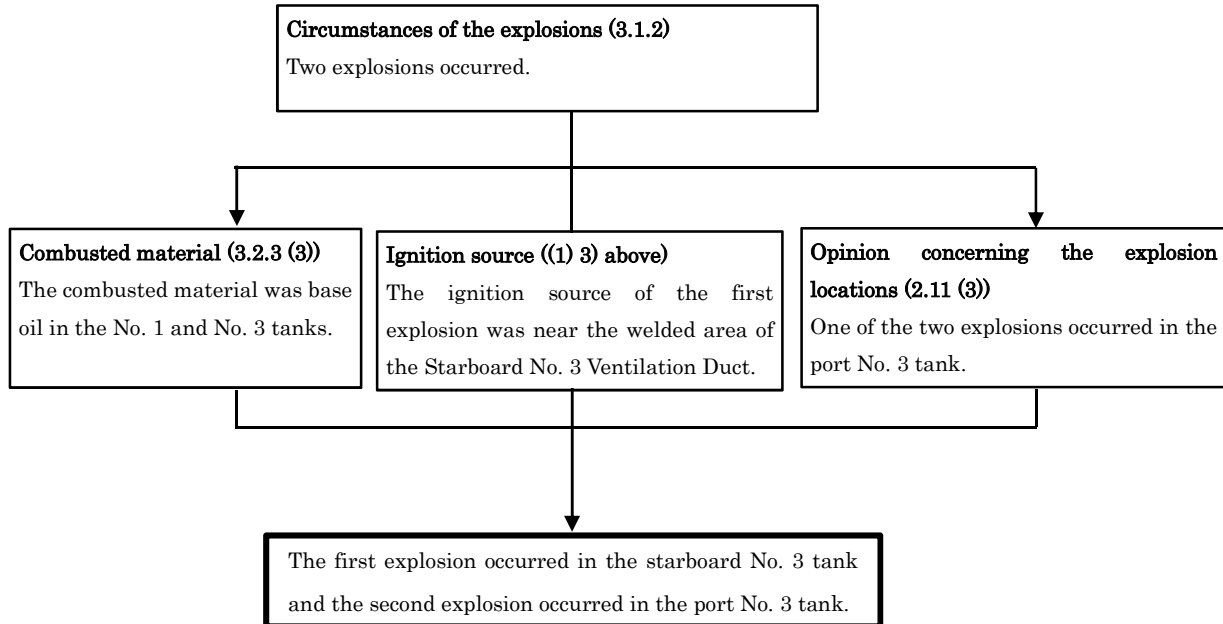 Circumstances of the explosions (3.1.2)
Two explosions occurred.
Combusted material (3.2.3 (3))
The combusted material was base
oil in the No. 1 and No. 3 tanks.
Ignition source ((1) 3) above)
The ignition source of the first
explosion was near the welded area of
the Starboard No. 3 Ventilation Duct.
Opinion concerning the explosion
locations (2.11 (3))
One of the two explosions occurred in the
port No. 3 tank.
The first explosion occurred in the starboard No. 3 tank
and the second explosion occurred in the port No. 3 tank.